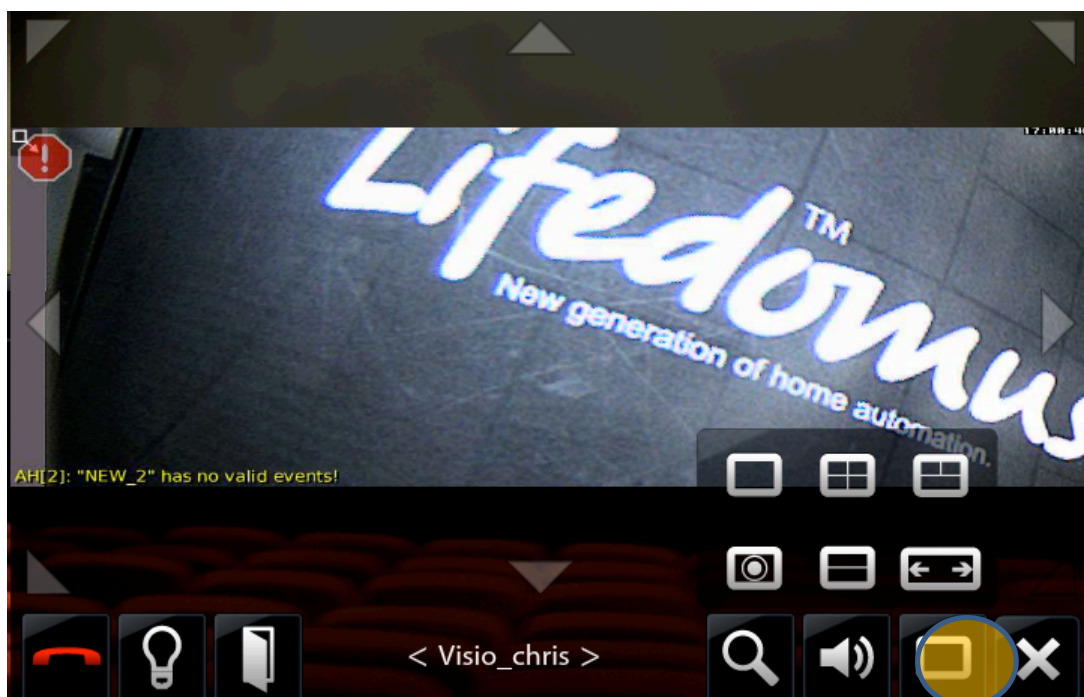 Lifedomus
TM
New generation of home automation.
AH[2]: "NEW_2" has no valid events!
< Visio_chris >